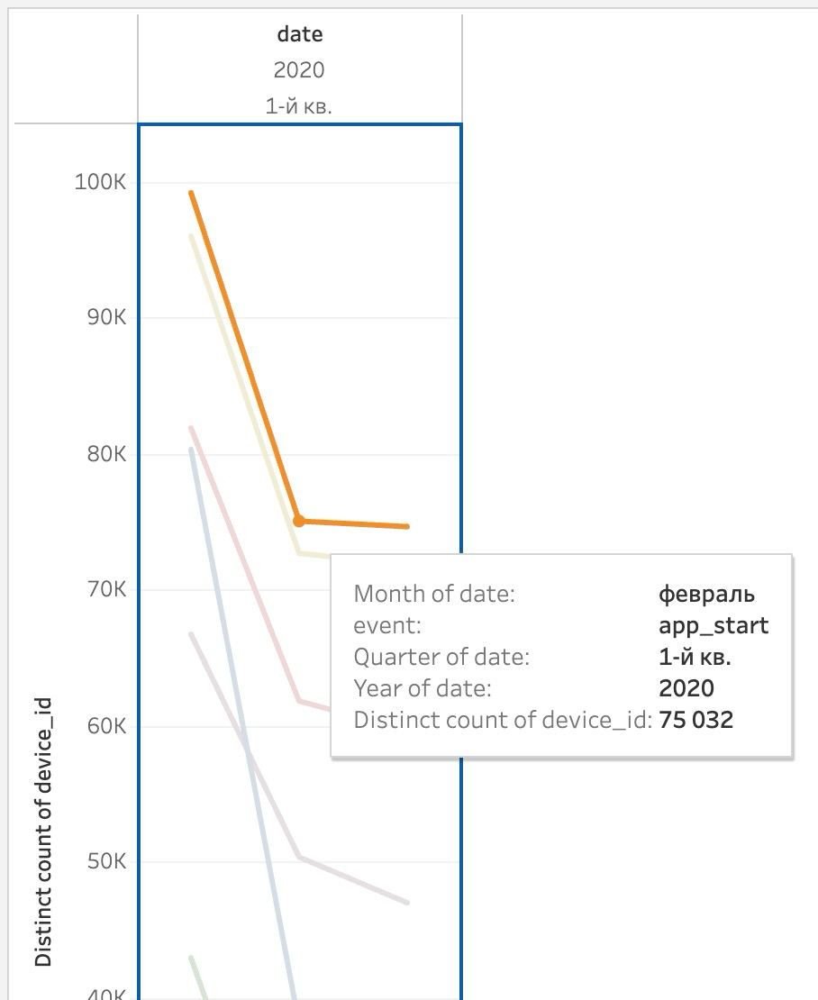 date
2020
1-й кв.
100K
90K
80K
70K
60K
50K
40K
Distinct count of device_id
Month of date: февраль
event: app_start
Quarter of date: 1-й кв.
Year of date: 2020
Distinct count of device_id: 75 032